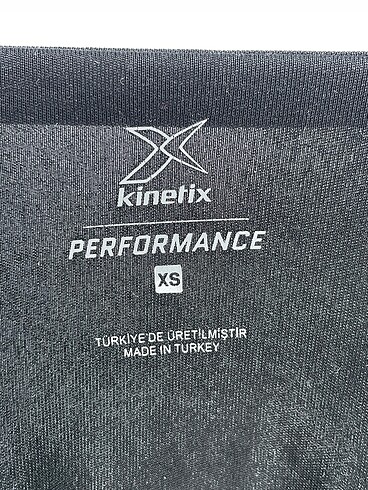 kinetix
PERFORMANCE
XS
TÜRKİYE'DE ÜRETİLMİŞTİR
MADE IN TURKEY